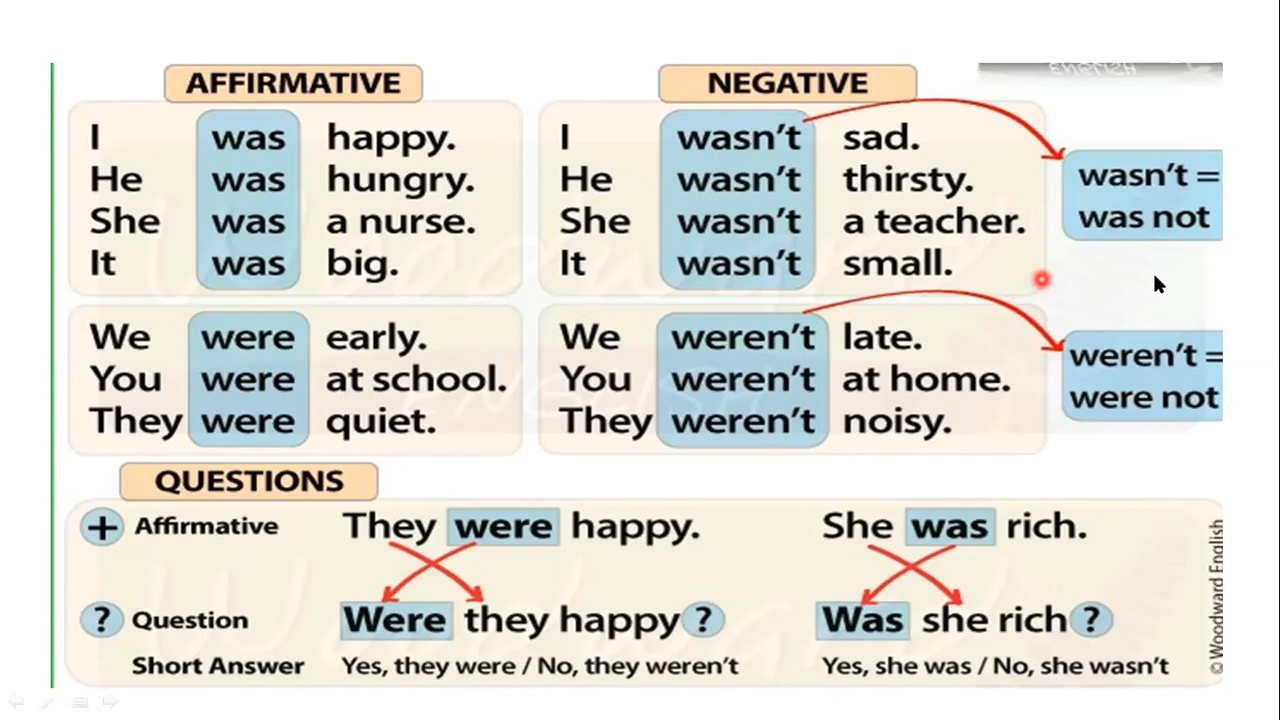 AFFIRMATIVE
I was happy.
He was hungry.
She was a nurse.
It was big.
We were early.
You were at school.
They were quiet.
NEGATIVE
I wasn't sad.
He wasn't thirsty.
She wasn't a teacher.
It wasn't small.
wasn't =
was not
We weren't late.
You weren't at home.
They weren't noisy.
weren't =
were not
QUESTIONS
+ Affirmative They were happy. She was rich.
? Question Were they happy? Was she rich?
Short Answer Yes, they were / No, they weren't Yes, she was / No, she wasn't
© Woodward English
ENGLISH
Woodward
ENGLISH
Woodward